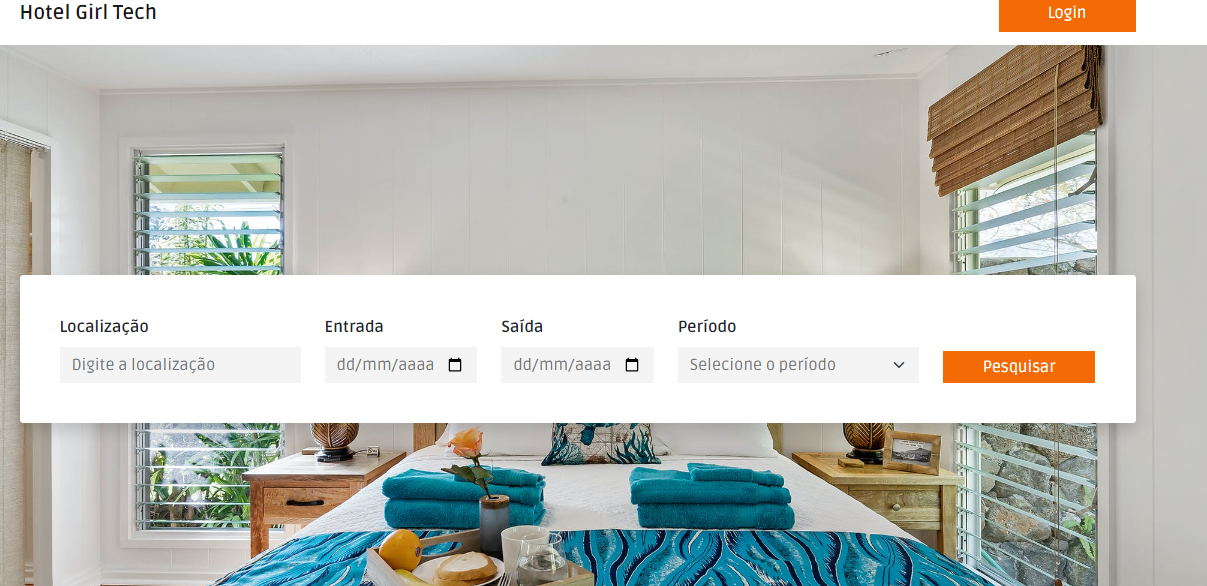 Hotel Girl Tech
Login
Localização Entrada Saída Período
Digite a localização dd/mm/aaaa dd/mm/aaaa Selecione o período Pesquisar